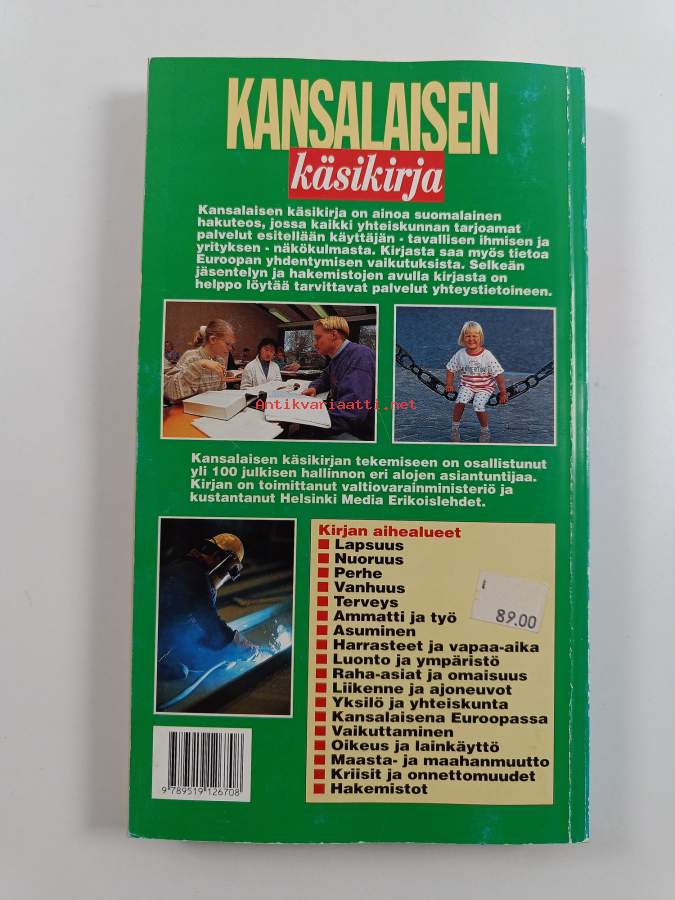 KANSALAISEN
käsikirja
Kansalaisen käsikirja on ainoa suomalainen
hakuteos, jossa kaikki yhteiskunnan tarjoamat
palvelut esitellään käyttäjän - tavallisen ihmisen ja
yrityksen - näkökulmasta. Kirjasta saa myös tietoa
Euroopan yhdentymisen vaikutuksista. Selkeän
jäsentelyn ja hakemistojen avulla kirjasta on
helppo löytää tarvittavat palvelut yhteystietoineen.
Antikvariaatti.net
Kansalaisen käsikirjan tekemiseen on osallistunut
yli 100 julkisen hallinnon eri alojen asiantuntijaa.
Kirjan on toimittanut valtiovarainministeriö ja
kustantanut Helsinki Media Erikoislehdet.
Kirjan aihealueet
Lapsuus
Nuoruus
Perhe
Vanhuus
Terveys
Ammatti ja työ
Asuminen
Harrasteet ja vapaa-aika
Luonto ja ympäristö
Raha-asiat ja omaisuus
Liikenne ja ajoneuvot
Yksilö ja yhteiskunta
Kansalaisena Euroopassa
Vaikuttaminen
Oikeus ja lainkäyttö
Maasta- ja maahanmuutto
Kriisit ja onnettomuudet
Hakemistot
89.00
9 789519 126708